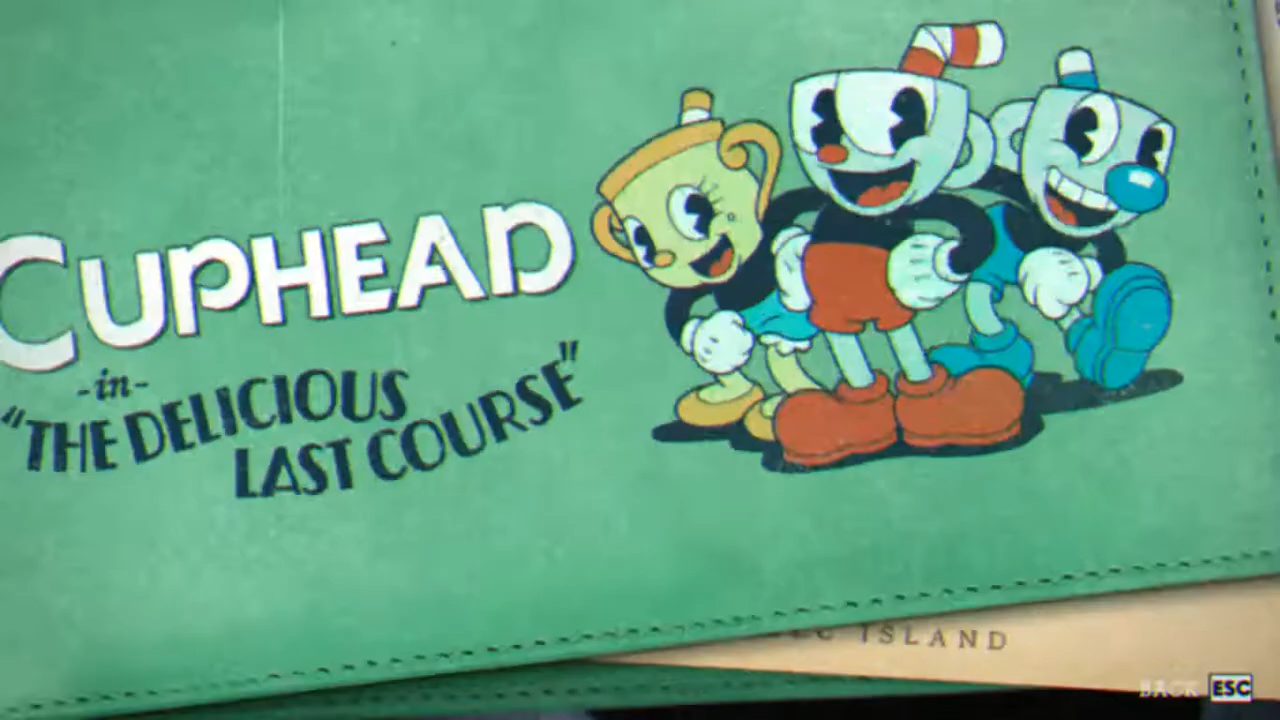 CUPHEAD
-in-
"THE DELICIOUS
LAST COURSE"
ISLAND
BACK ESC